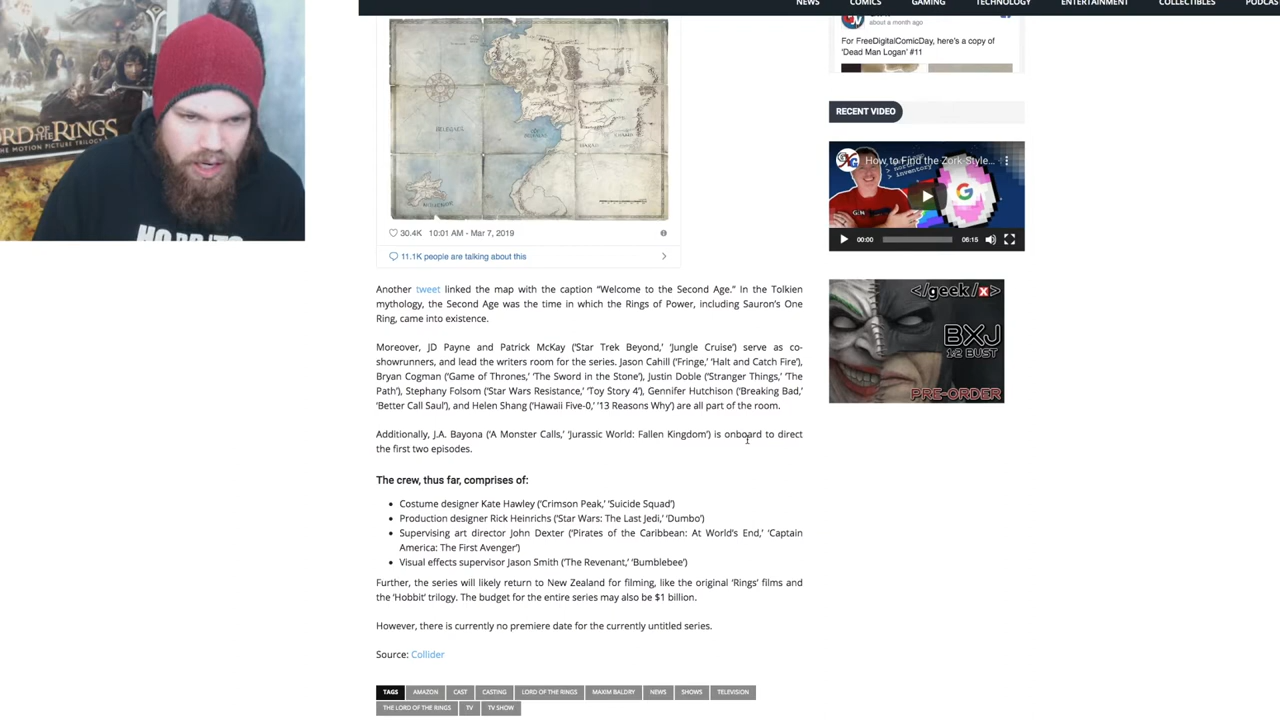 NEWS COMICS GAMING TECHNOLOGY ENTERTAINMENT COLLECTIBLES PODCAS
ORD OF THE RINGS
THE MOTION PICTURE TRILOGY
BELEGAER
30.4K 10:01 AM - Mar 7, 2019
11.1K people are talking about this
Another tweet linked the map with the caption “Welcome to the Second Age.” In the Tolkien
mythology, the Second Age was the time in which the Rings of Power, including Sauron’s One
Ring, came into existence.
Moreover, JD Payne and Patrick McKay (‘Star Trek Beyond,’ ‘Jungle Cruise’) serve as co-
showrunners, and lead the writers room for the series. Jason Cahill (‘Fringe,’ ‘Halt and Catch Fire’),
Bryan Cogman (‘Game of Thrones,’ ‘The Sword in the Stone’), Justin Doble (‘Stranger Things,’ ‘The
Path’), Stephany Folsom (‘Star Wars Resistance,’ ‘Toy Story 4’), Gennifer Hutchison (‘Breaking Bad,’
‘Better Call Saul’), and Helen Shang (‘Hawaii Five-0,’ ‘13 Reasons Why’) are all part of the room.
Additionally, J.A. Bayona (‘A Monster Calls,’ ‘Jurassic World: Fallen Kingdom’) is onboard to direct
the first two episodes.
The crew, thus far, comprises of:
• Costume designer Kate Hawley (‘Crimson Peak,’ ‘Suicide Squad’)
• Production designer Rick Heinrichs (‘Star Wars: The Last Jedi,’ ‘Dumbo’)
• Supervising art director John Dexter (‘Pirates of the Caribbean: At World’s End,’ ‘Captain
America: The First Avenger’)
• Visual effects supervisor Jason Smith (‘The Revenant,’ ‘Bumblebee’)
Further, the series will likely return to New Zealand for filming, like the original ‘Rings’ films and
the ‘Hobbit’ trilogy. The budget for the entire series may also be $1 billion.
However, there is currently no premiere date for the currently untitled series.
Source: Collider
TAGS AMAZON CAST CASTING LORD OF THE RINGS MAXIM BALDRY NEWS SHOWS TELEVISION
THE LORD OF THE RINGS TV TV SHOW
about a month ago
For FreeDigitalComicDay, here's a copy of
'Dead Man Logan' #11
RECENT VIDEO
How to Find the Zork Style...
> inventory
00:00 06:15
</geek/x>
BXJ
1:2 BUST
PRE-ORDER